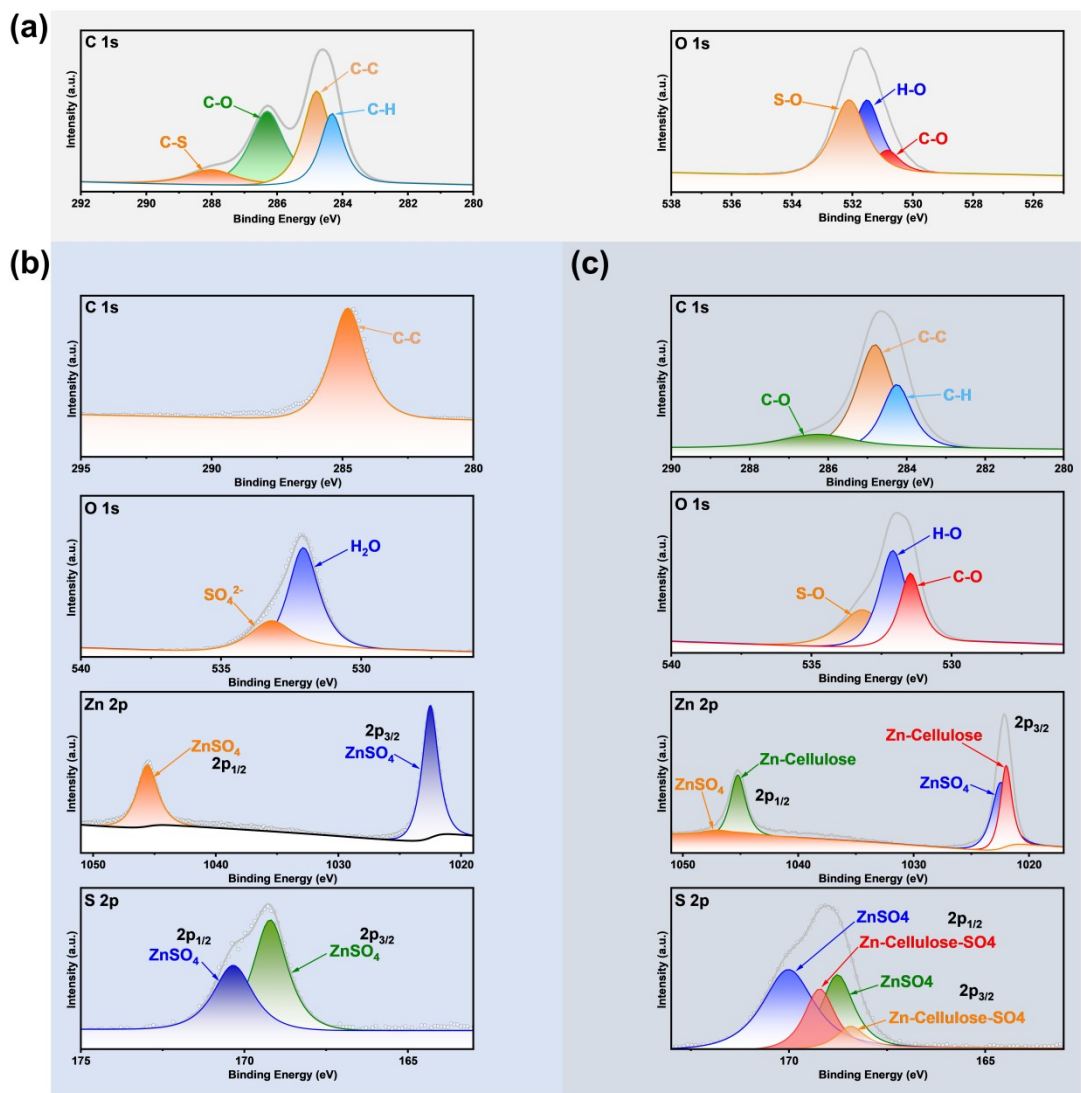 (a)
C 1s
C-C
C-O
C-H
C-S
Intensity (a.u.)
292 290 288 286 284 282 280
Binding Energy (eV)
O 1s
H-O
S-O
C-O
Intensity (a.u.)
538 536 534 532 530 528 526
Binding Energy (eV)
(b)
C 1s
C-C
Intensity (a.u.)
295 290 285 280
Binding Energy (eV)
O 1s
H₂O
SO₄²⁻
Intensity (a.u.)
540 535 530
Binding Energy (eV)
Zn 2p
2p₃/₂
ZnSO₄
ZnSO₄
2p₁/₂
Intensity (a.u.)
1050 1040 1030 1020
Binding Energy (eV)
S 2p
2p₁/₂
ZnSO₄
2p₃/₂
ZnSO₄
Intensity (a.u.)
175 170 165
Binding Energy (eV)
(c)
C 1s
C-C
C-O
C-H
Intensity (a.u.)
290 288 286 284 282 280
Binding Energy (eV)
O 1s
H-O
C-O
S-O
Intensity (a.u.)
540 535 530
Binding Energy (eV)
Zn 2p
2p₃/₂
Zn-Cellulose
Zn-Cellulose
ZnSO₄
ZnSO₄
2p₁/₂
Intensity (a.u.)
1050 1040 1030 1020
Binding Energy (eV)
S 2p
ZnSO4
2p₁/₂
Zn-Cellulose-SO4
ZnSO4
2p₃/₂
Zn-Cellulose-SO4
Intensity (a.u.)
170 165
Binding Energy (eV)